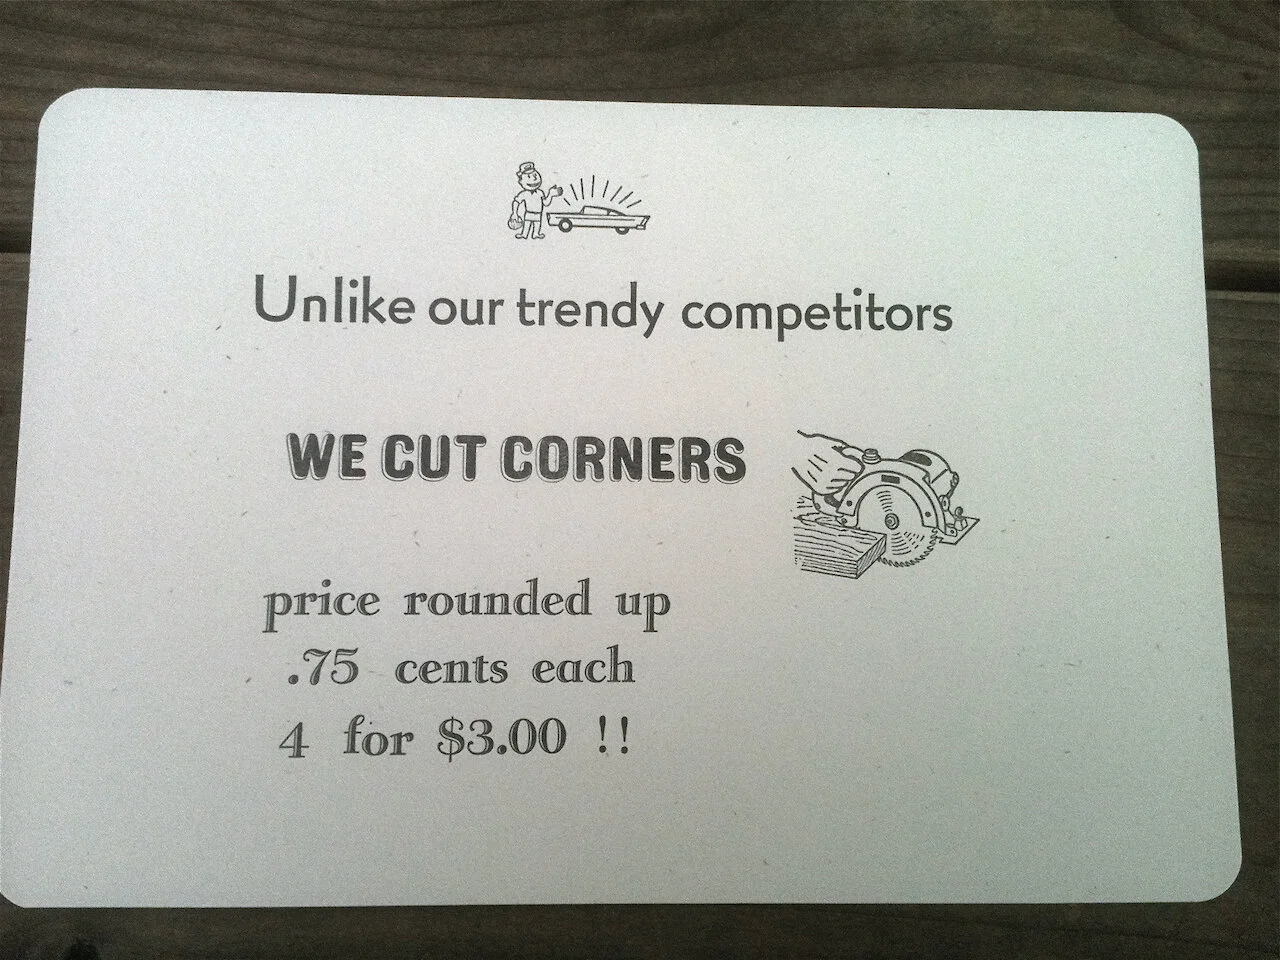 Unlike our trendy competitors
WE CUT CORNERS
price rounded up
.75 cents each
4 for $3.00 !!